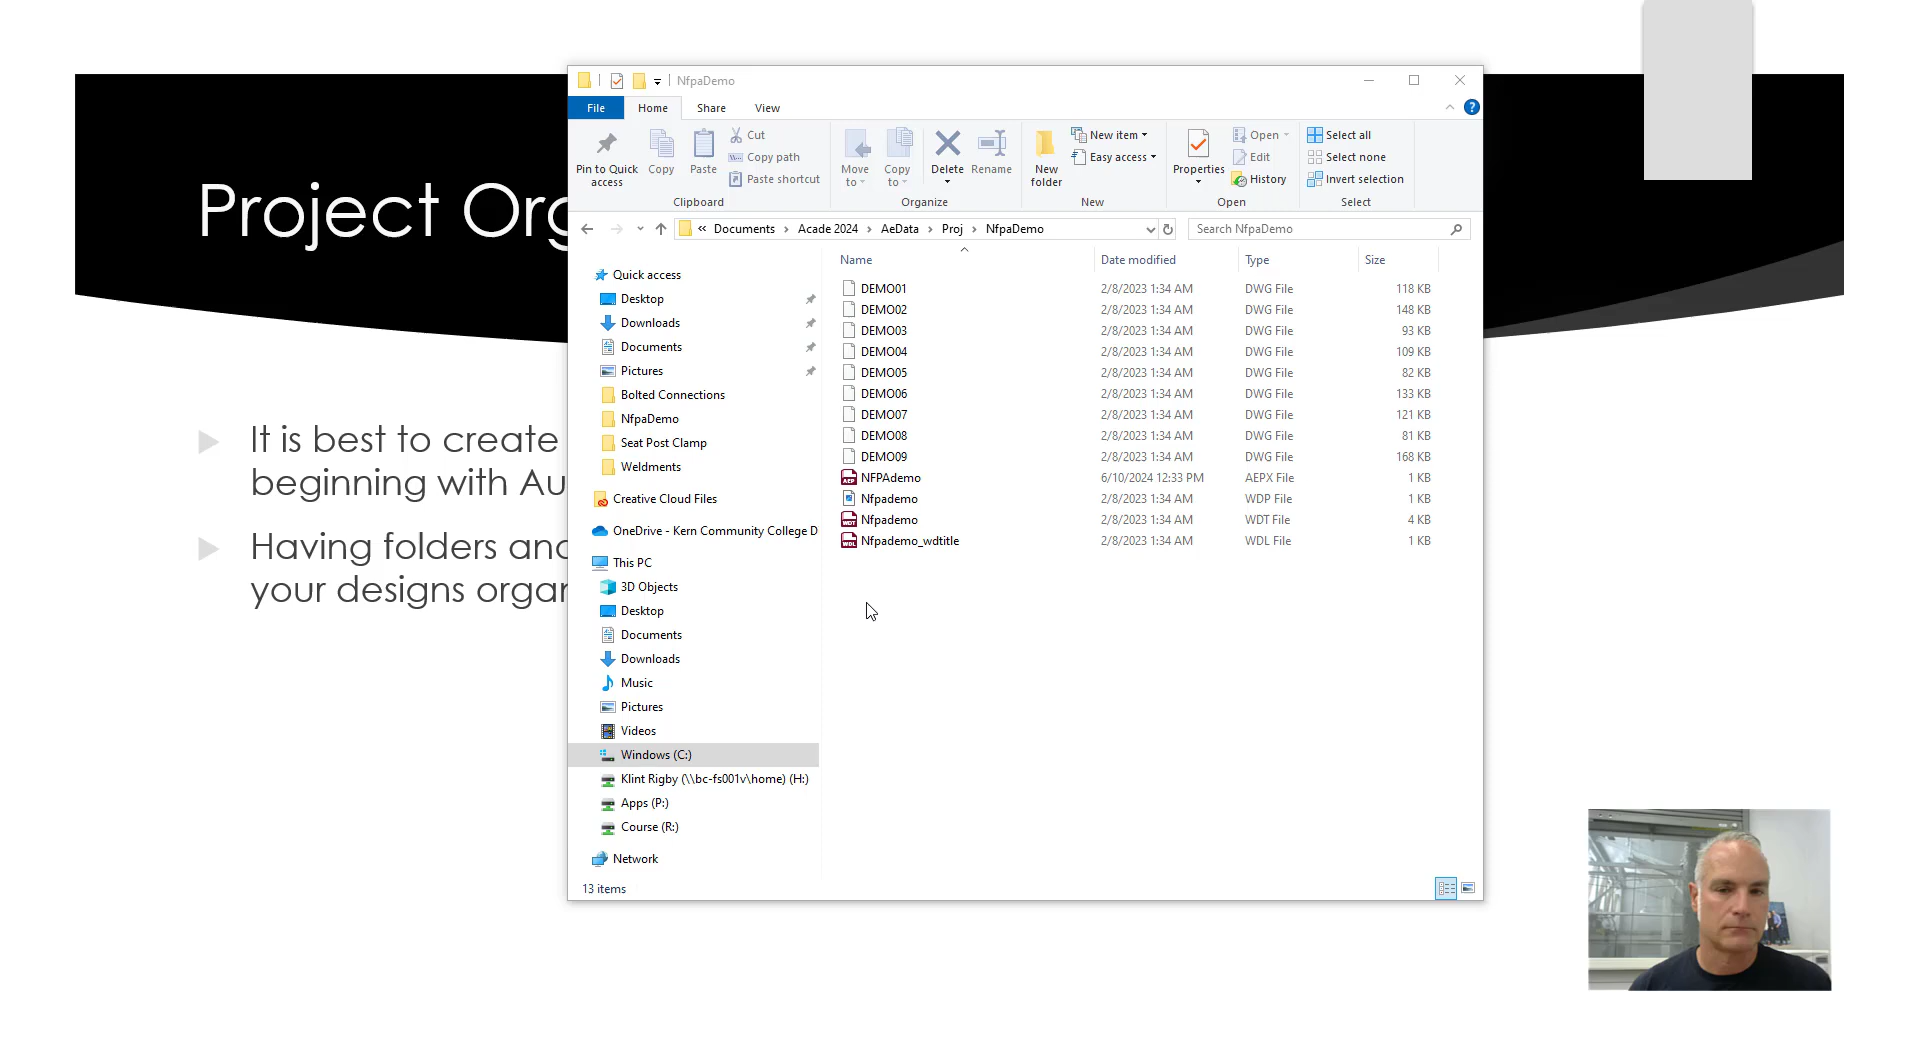 NfpaDemo
File Home Share View
Pin to Quick access
Copy
Paste
Cut
Copy path
Paste shortcut
Clipboard
Move to
Copy to
Delete
Rename
Organize
New folder
New item
Easy access
New
Properties
Open
Edit
History
Open
Select all
Select none
Invert selection
Select
« Documents > Acade 2024 > AeData > Proj > NfpaDemo
Search NfpaDemo
Project Org
It is best to create
beginning with Au
Having folders and
your designs organ
Quick access
Desktop
Downloads
Documents
Pictures
Bolted Connections
NfpaDemo
Seat Post Clamp
Weldments
Creative Cloud Files
OneDrive - Kern Community College D
This PC
3D Objects
Desktop
Documents
Downloads
Music
Pictures
Videos
Windows (C:)
Klint Rigby (\\bc-fs001v\home) (H:)
Apps (P:)
Course (R:)
Network
Name Date modified Type Size
DEMO01 2/8/2023 1:34 AM DWG File 118 KB
DEMO02 2/8/2023 1:34 AM DWG File 148 KB
DEMO03 2/8/2023 1:34 AM DWG File 93 KB
DEMO04 2/8/2023 1:34 AM DWG File 109 KB
DEMO05 2/8/2023 1:34 AM DWG File 82 KB
DEMO06 2/8/2023 1:34 AM DWG File 133 KB
DEMO07 2/8/2023 1:34 AM DWG File 121 KB
DEMO08 2/8/2023 1:34 AM DWG File 81 KB
DEMO09 2/8/2023 1:34 AM DWG File 168 KB
NFPAdemo 6/10/2024 12:33 PM AEPX File 1 KB
Nfpademo 2/8/2023 1:34 AM WDP File 1 KB
Nfpademo 2/8/2023 1:34 AM WDT File 4 KB
Nfpademo_wdtitle 2/8/2023 1:34 AM WDL File 1 KB
13 items